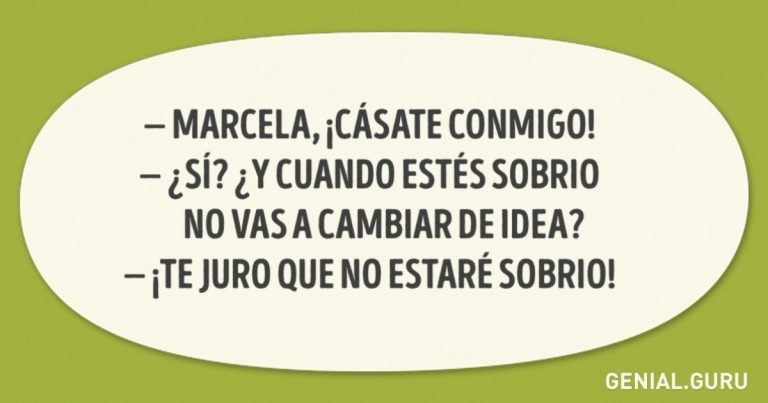 – MARCELA, ¡CÁSATE CONMIGO!
– ¿SÍ? ¿Y CUANDO ESTÉS SOBRIO
NO VAS A CAMBIAR DE IDEA?
– ¡TE JURO QUE NO ESTARÉ SOBRIO!
GENIAL.GURU